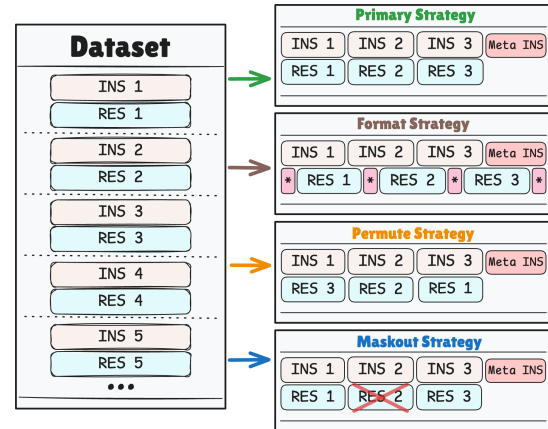 Dataset
INS 1
RES 1
INS 2
RES 2
INS 3
RES 3
INS 4
RES 4
INS 5
RES 5
•••
Primary Strategy
INS 1 INS 2 INS 3 Meta INS
RES 1 RES 2 RES 3
Format Strategy
INS 1 INS 2 INS 3 Meta INS
* RES 1 * RES 2 * RES 3 *
Permute Strategy
INS 1 INS 2 INS 3 Meta INS
RES 3 RES 2 RES 1
Maskout Strategy
INS 1 INS 2 INS 3 Meta INS
RES 1 RES 2 RES 3